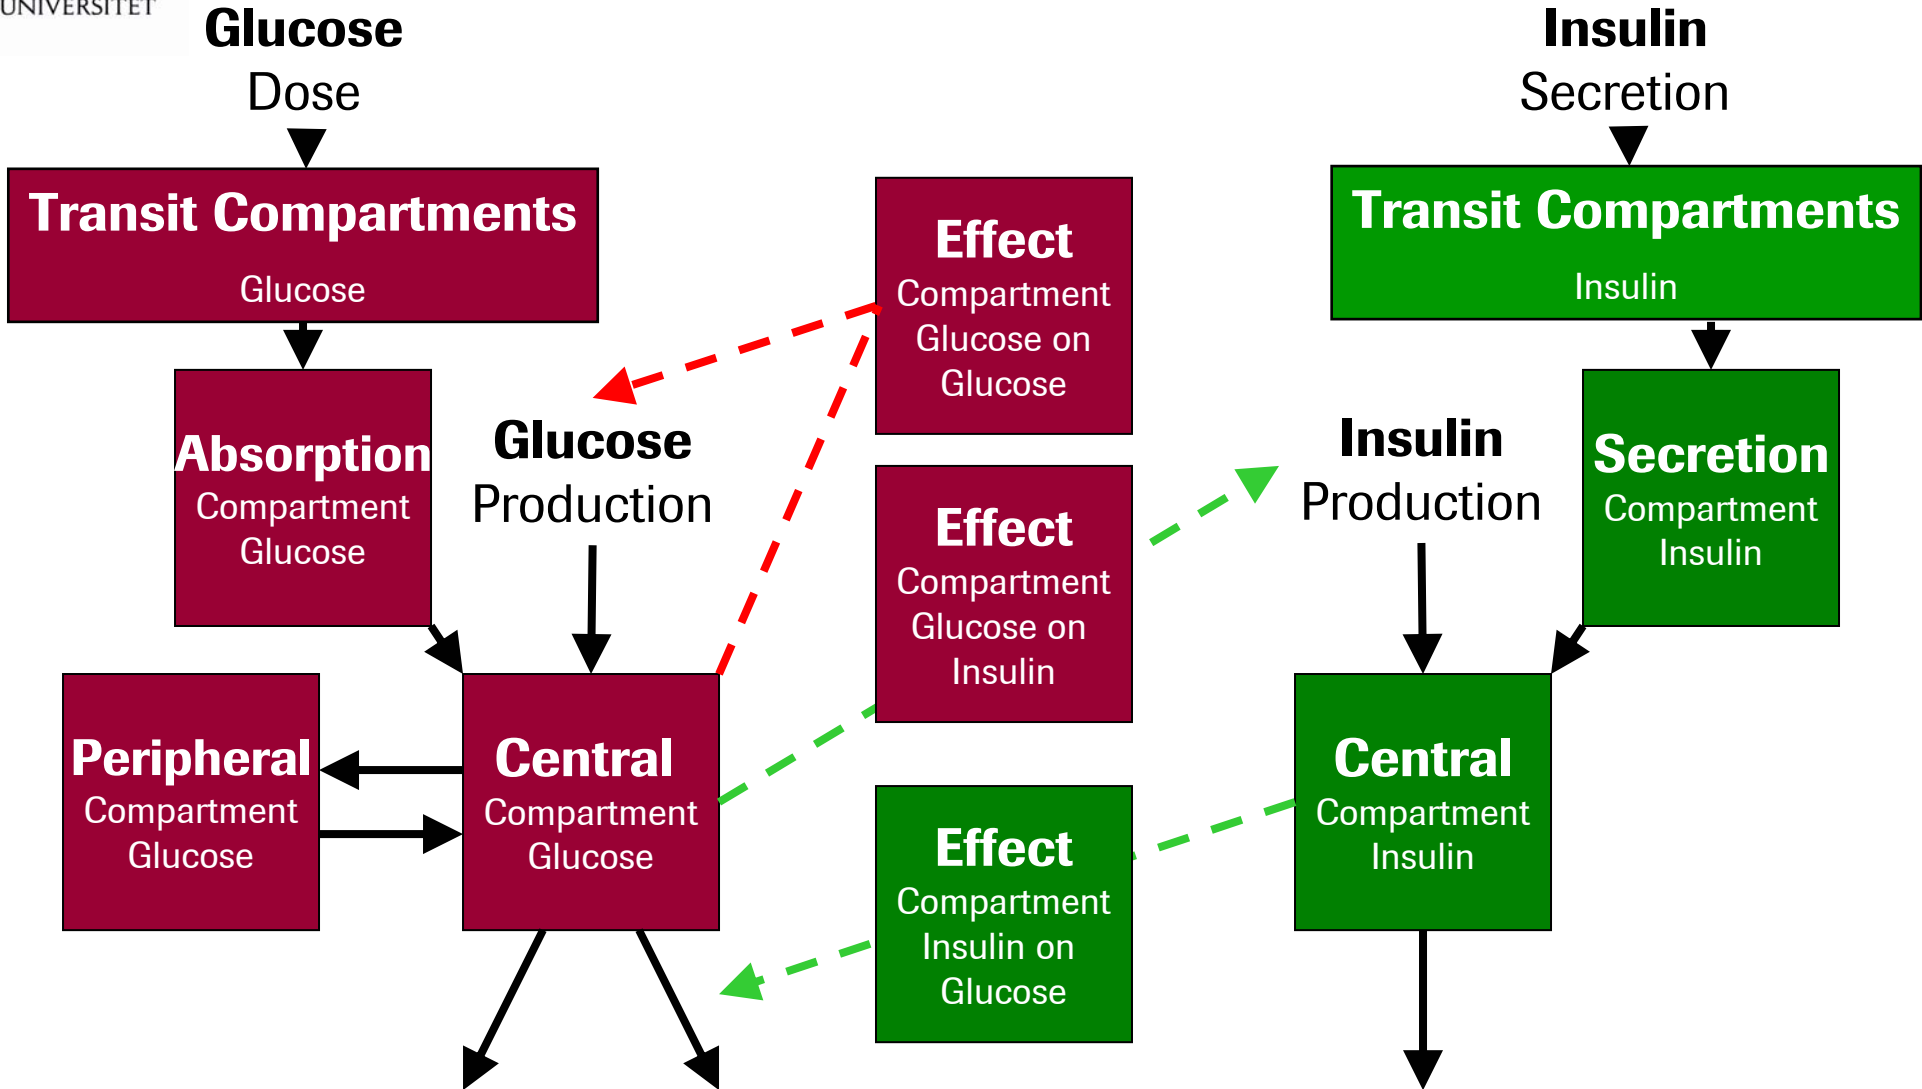 UNIVERSITET
Glucose
Dose
Insulin
Secretion
Transit Compartments
Glucose
Effect
Compartment
Glucose on
Glucose
Transit Compartments
Insulin
Absorption
Compartment
Glucose
Glucose
Production
Effect
Compartment
Glucose on
Insulin
Insulin
Production
Secretion
Compartment
Insulin
Peripheral
Compartment
Glucose
Central
Compartment
Glucose
Effect
Compartment
Insulin on
Glucose
Central
Compartment
Insulin